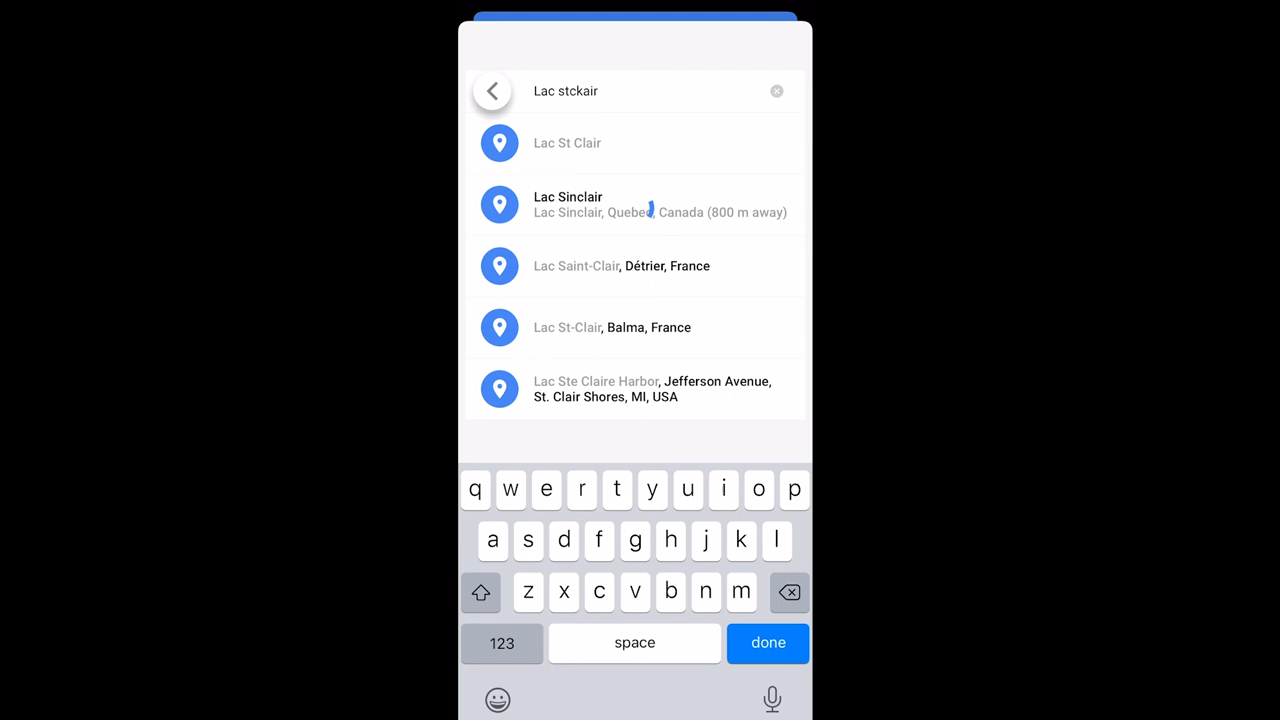 Lac stckair
Lac St Clair
Lac Sinclair
Lac Sinclair, Quebec, Canada (800 m away)
Lac Saint-Clair, Détrier, France
Lac St-Clair, Balma, France
Lac Ste Claire Harbor, Jefferson Avenue,
St. Clair Shores, MI, USA
q w e r t y u i o p
a s d f g h j k l
z x c v b n m
123 space done